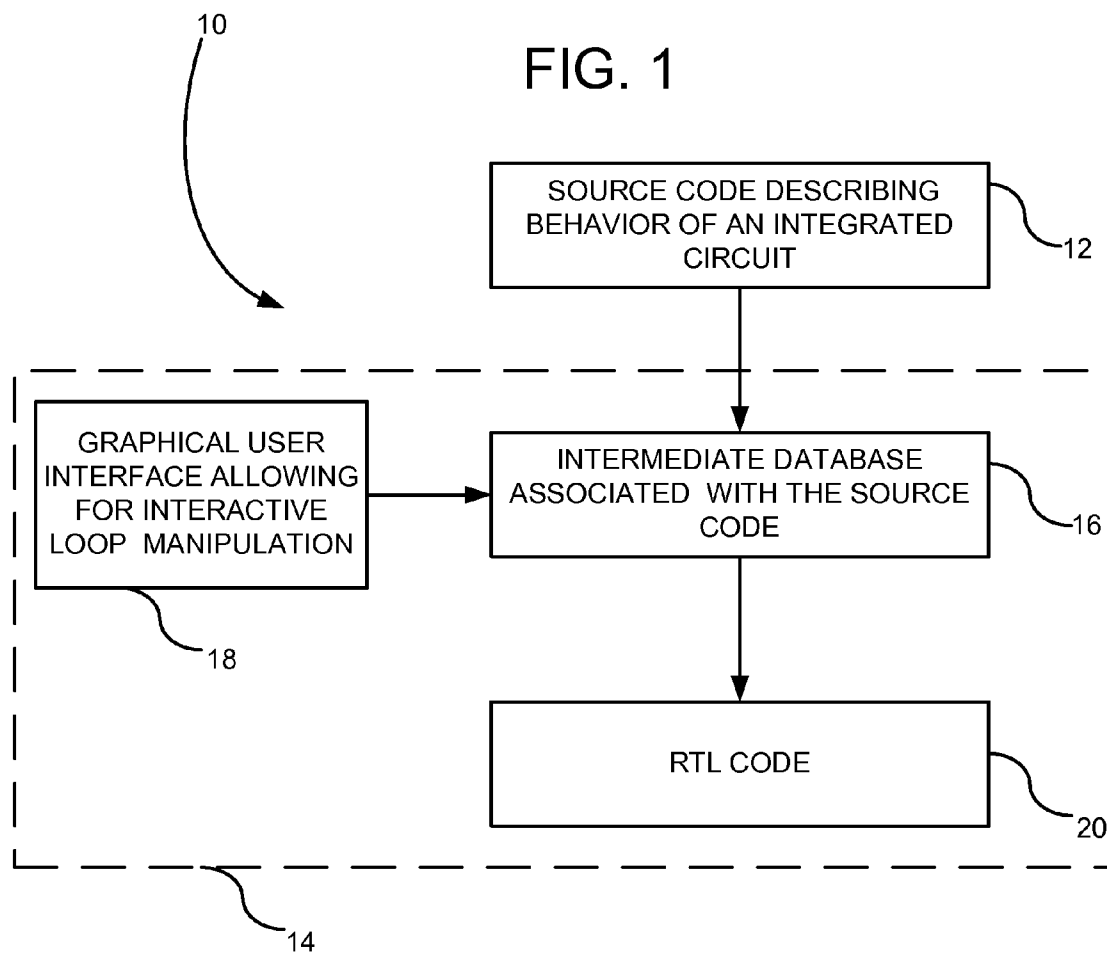 10
FIG. 1
SOURCE CODE DESCRIBING
BEHAVIOR OF AN INTEGRATED
CIRCUIT
12
GRAPHICAL USER
INTERFACE ALLOWING
FOR INTERACTIVE
LOOP MANIPULATION
18
INTERMEDIATE DATABASE
ASSOCIATED WITH THE SOURCE
CODE
16
RTL CODE
20
14